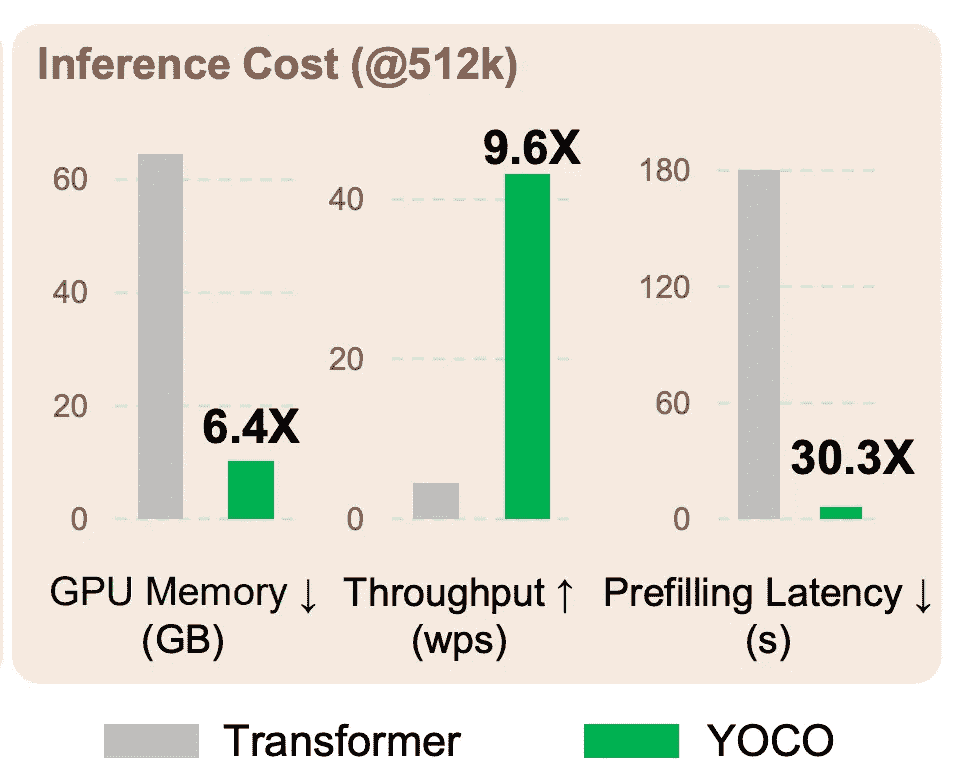 Inference Cost (@512k)
60
40
20
0
6.4X
GPU Memory ↓
(GB)
40
20
0
9.6X
Throughput ↑
(wps)
180
120
60
0
30.3X
Prefilling Latency ↓
(s)
Transformer
YOCO